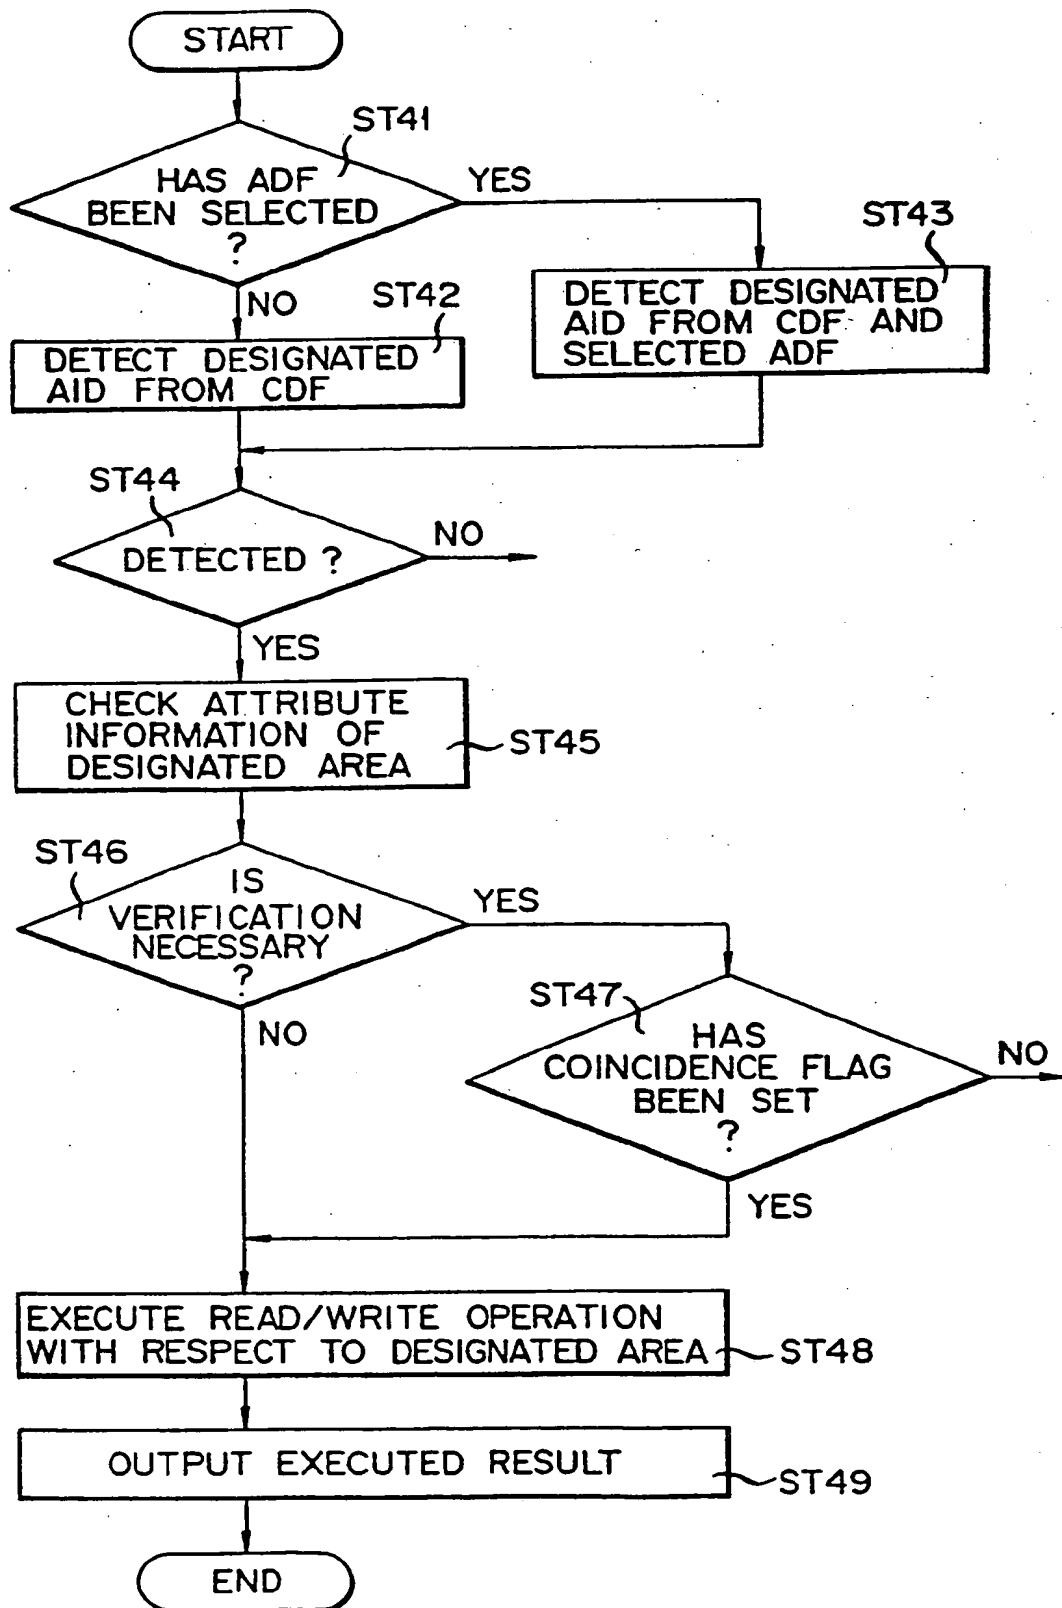 START
ST41
HAS ADF
BEEN SELECTED
?
YES
NO
ST43
DETECT DESIGNATED
AID FROM CDF AND
SELECTED ADF
ST42
DETECT DESIGNATED
AID FROM CDF
ST44
DETECTED ?
NO
YES
CHECK ATTRIBUTE
INFORMATION OF
DESIGNATED AREA
ST45
ST46
IS
VERIFICATION
NECESSARY
?
YES
NO
ST47
HAS
COINCIDENCE FLAG
BEEN SET
?
NO
YES
EXECUTE READ/WRITE OPERATION
WITH RESPECT TO DESIGNATED AREA
ST48
OUTPUT EXECUTED RESULT
ST49
END